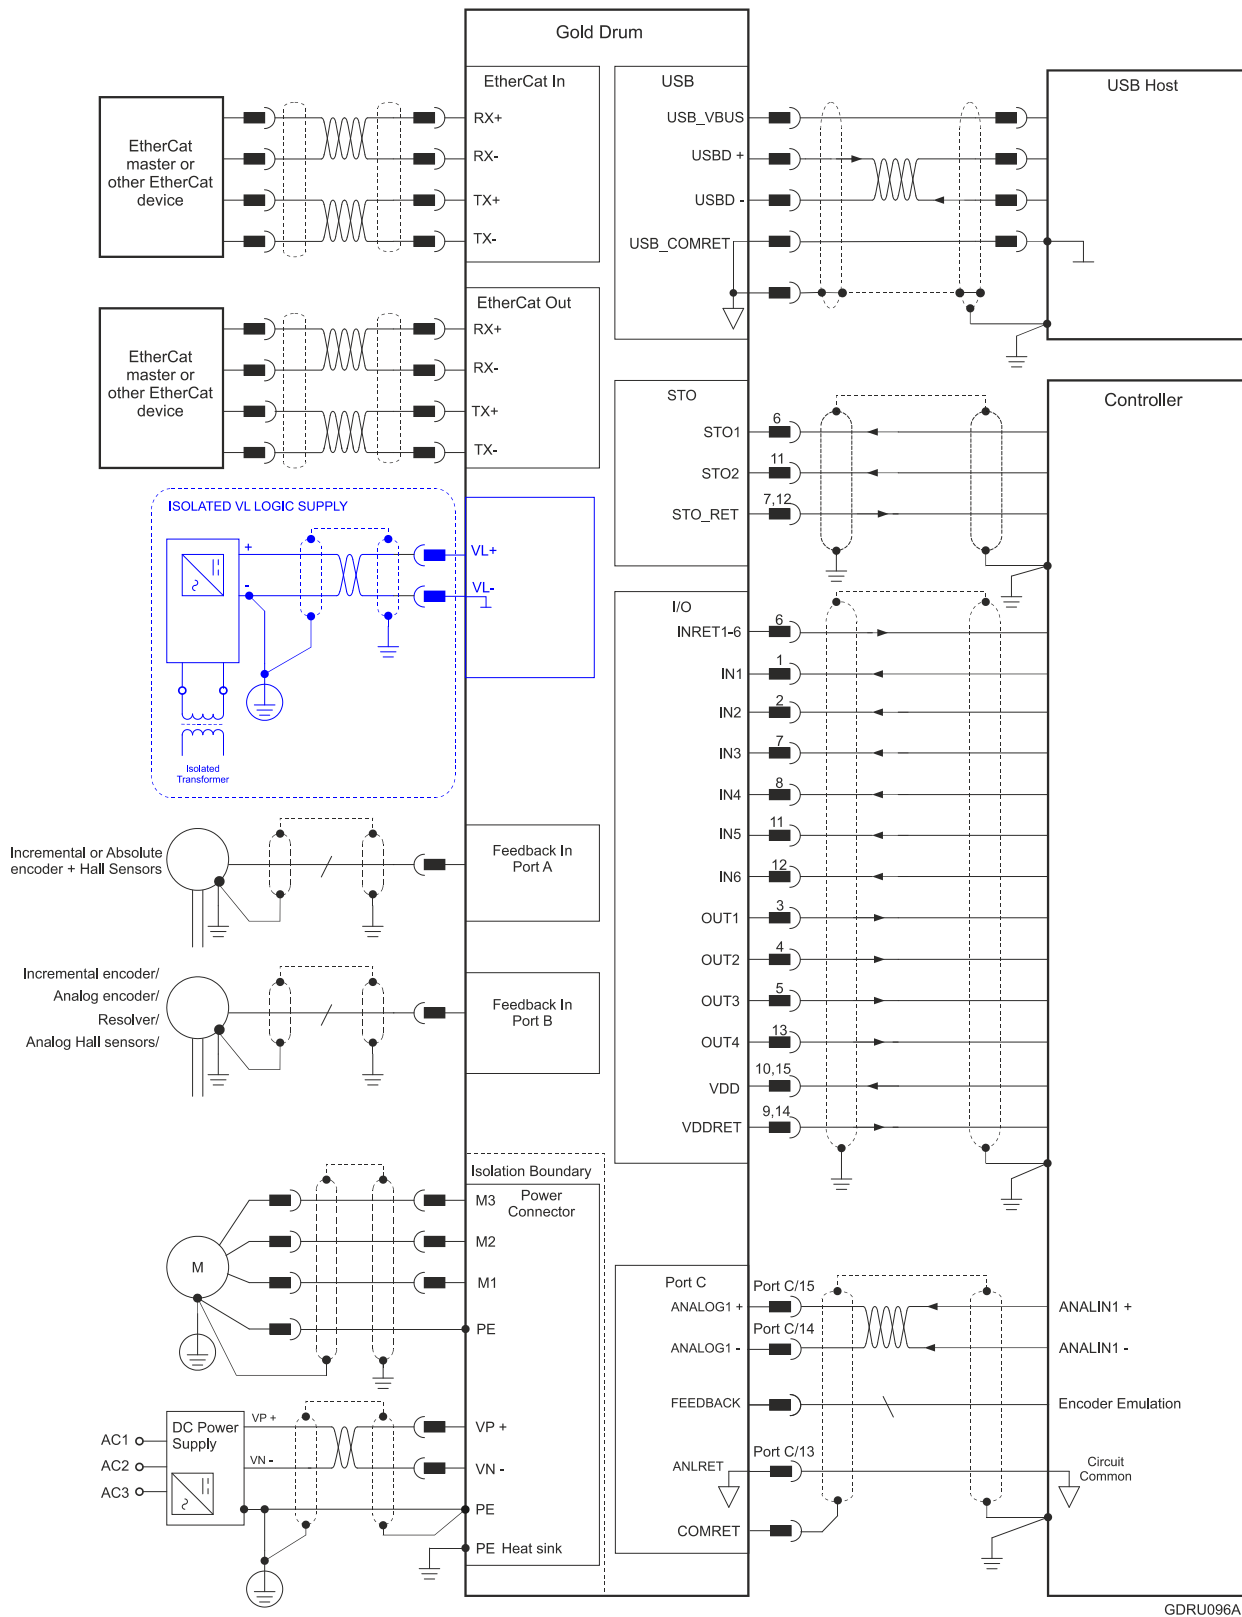 Gold Drum
EtherCat In
RX+
RX-
TX+
TX-
EtherCat
master or
other EtherCat
device
EtherCat Out
RX+
RX-
TX+
TX-
EtherCat
master or
other EtherCat
device
ISOLATED VL LOGIC SUPPLY
+
-
VL+
VL-
Isolated
Transformer
Incremental or Absolute
encoder + Hall Sensors
Feedback In
Port A
Incremental encoder/
Analog encoder/
Resolver/
Analog Hall sensors/
Feedback In
Port B
Isolation Boundary
Power
Connector
M3
M2
M1
PE
M
DC Power
Supply
VP +
VN -
AC1
AC2
AC3
VP +
VN -
PE
PE Heat sink
USB
USB_VBUS
USBD +
USBD -
USB_COMRET
USB Host
STO
STO1
6
STO2
11
STO_RET
7,12
Controller
I/O
INRET1-6
6
IN1
1
IN2
2
IN3
7
IN4
8
IN5
11
IN6
12
OUT1
3
OUT2
4
OUT3
5
OUT4
13
VDD
10,15
VDDRET
9,14
Port C
ANALOG1 +
Port C/15
ANALIN1 +
ANALOG1 -
Port C/14
ANALIN1 -
FEEDBACK
Encoder Emulation
ANLRET
Port C/13
Circuit
Common
COMRET
GDRU096A